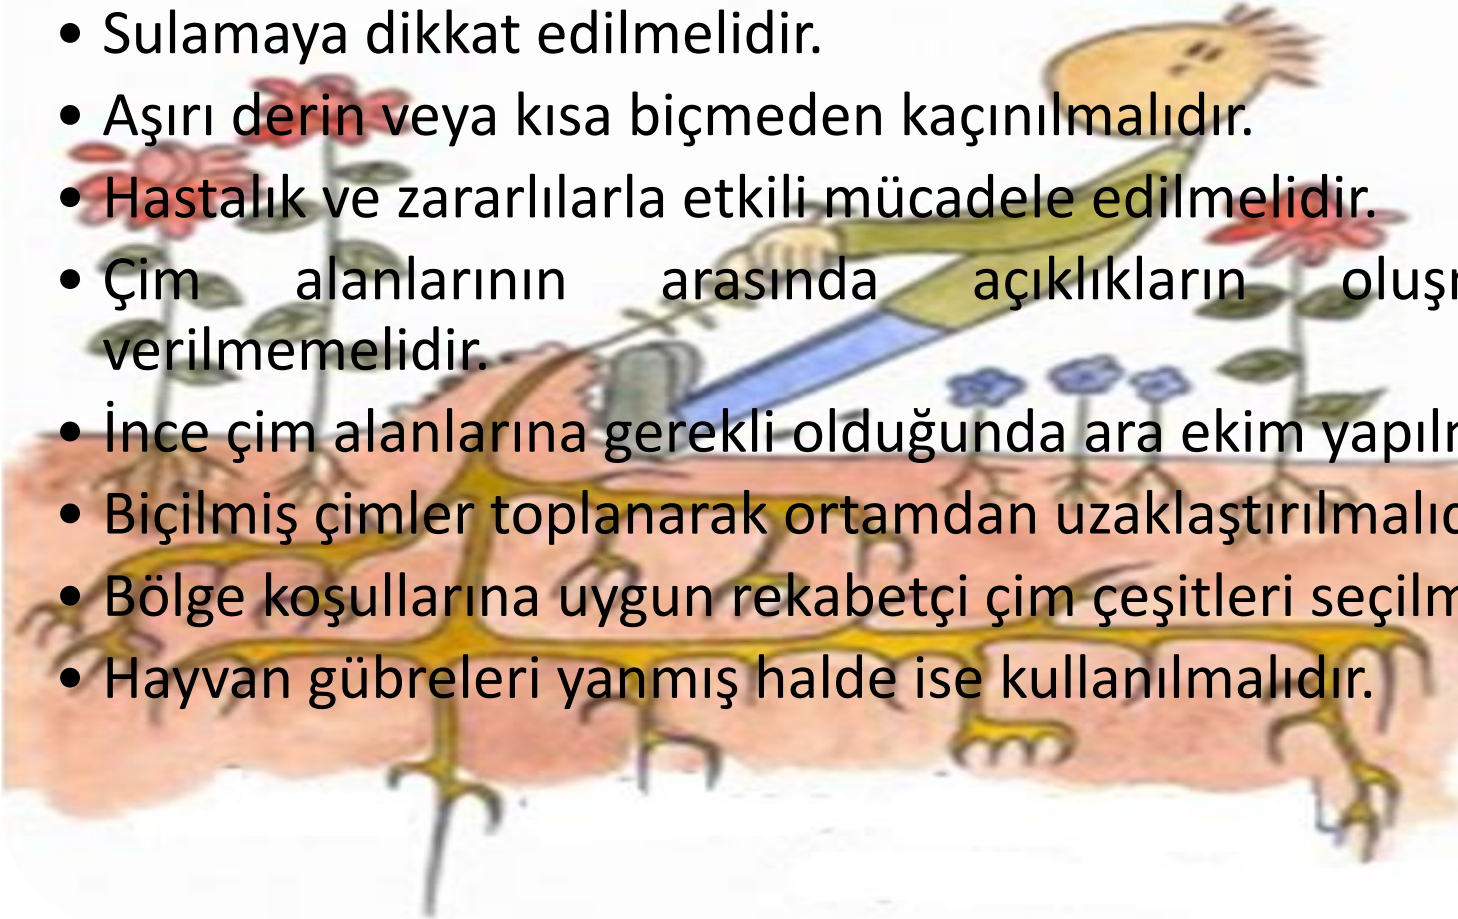 • Sulamaya dikkat edilmelidir.
• Aşırı derin veya kısa biçmeden kaçınılmalıdır.
• Hastalık ve zararlılarla etkili mücadele edilmelidir.
• Çim alanlarının arasında açıklıkların
verilmemelidir.
• İnce çim alanlarına gerekli olduğunda ara ekim
• Biçilmiş çimler toplanarak ortamdan
• Bölge koşullarına uygun rekabetçi çim çeşitleri
• Hayvan gübreleri yanmış halde ise kullanılmalıdır.